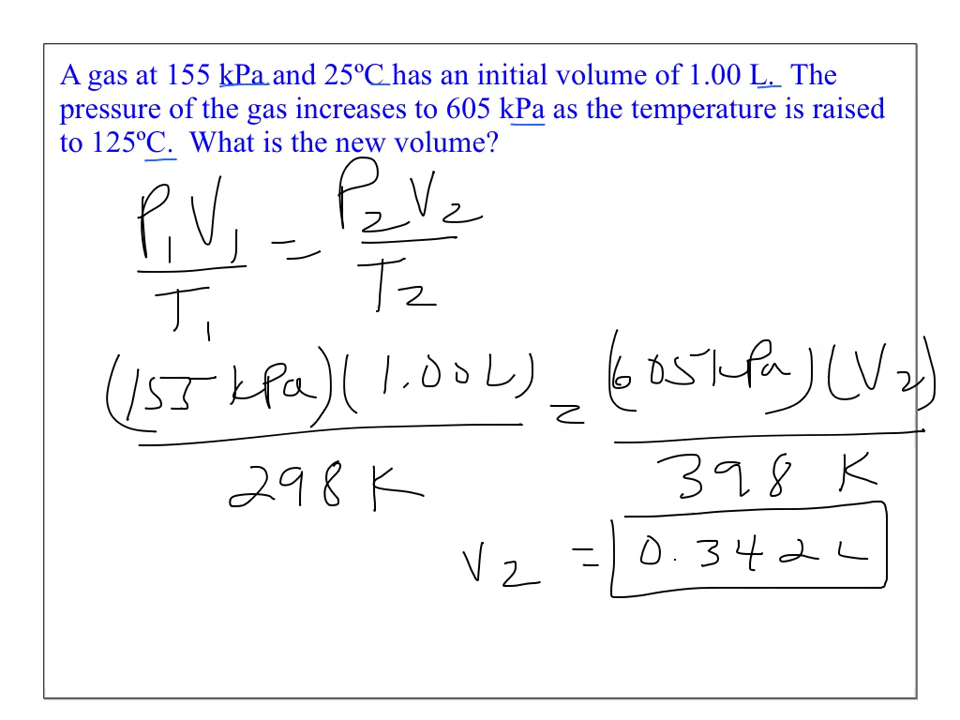 A gas at 155 kPa and 25ºC has an initial volume of 1.00 L.  The
pressure of the gas increases to 605 kPa as the temperature is raised
to 125ºC.  What is the new volume?
P₁V₁ / T₁ = P₂V₂ / T₂
(155 kPa)(1.00L) / 298 K = (605 kPa)(V₂) / 398 K
V₂ = 0.342 L